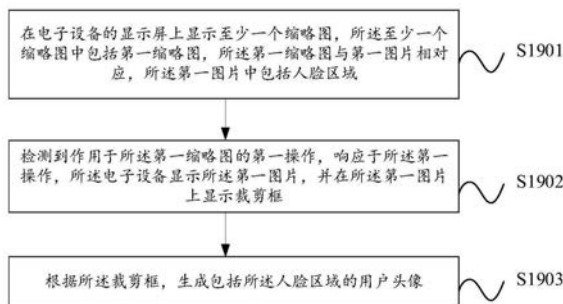 在电子设备的显示屏上显示至少一个缩略图,所述至少一个
缩略图中包括第一缩略图,所述第一缩略图与第一图片相对
应,所述第一图片中包括人脸区域
S1901
检测到作用于所述第一缩略图的第一操作,响应于所述第一
操作,所述电子设备显示所述第一图片,并在所述第一图片
上显示裁剪框
S1902
根据所述裁剪框,生成包括所述人脸区域的用户头像
S1903